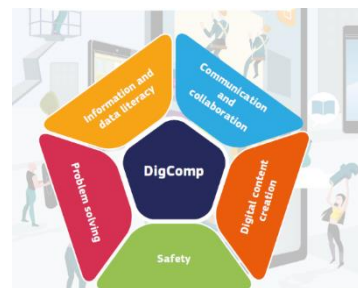 Information and
data literacy
Communication
and
collaboration
DigComp
Problem solving
Digital content
creation
Safety